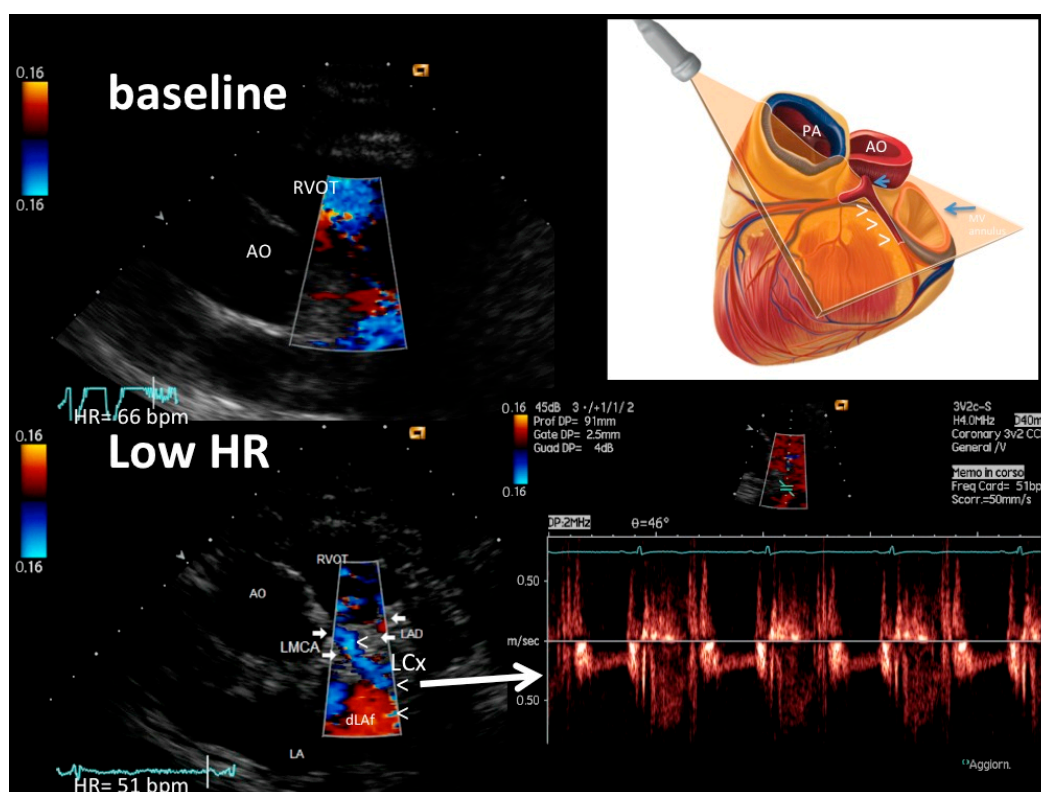 0.16
baseline
0.16
RVOT
AO
HR= 66 bpm
PA
AO
MV
annulus
0.16
Low HR
0.16
RVOT
AO
LAD
LMCA
LCx
dLAf
LA
HR= 51 bpm
0.16
0.16
45dB 3 •/+1/1/2
Prof DP= 91mm
Gate DP= 2.5mm
Guad DP= 4dB
3V2c-S
H4.0MHz D40m
Coronary 3v2 CC
General /V
Memo in corso
Freq Card= 51bp
Scorr.=50mm/s
DP:2MHz θ=46°
0.50
m/sec
0.50
Aggiorn.